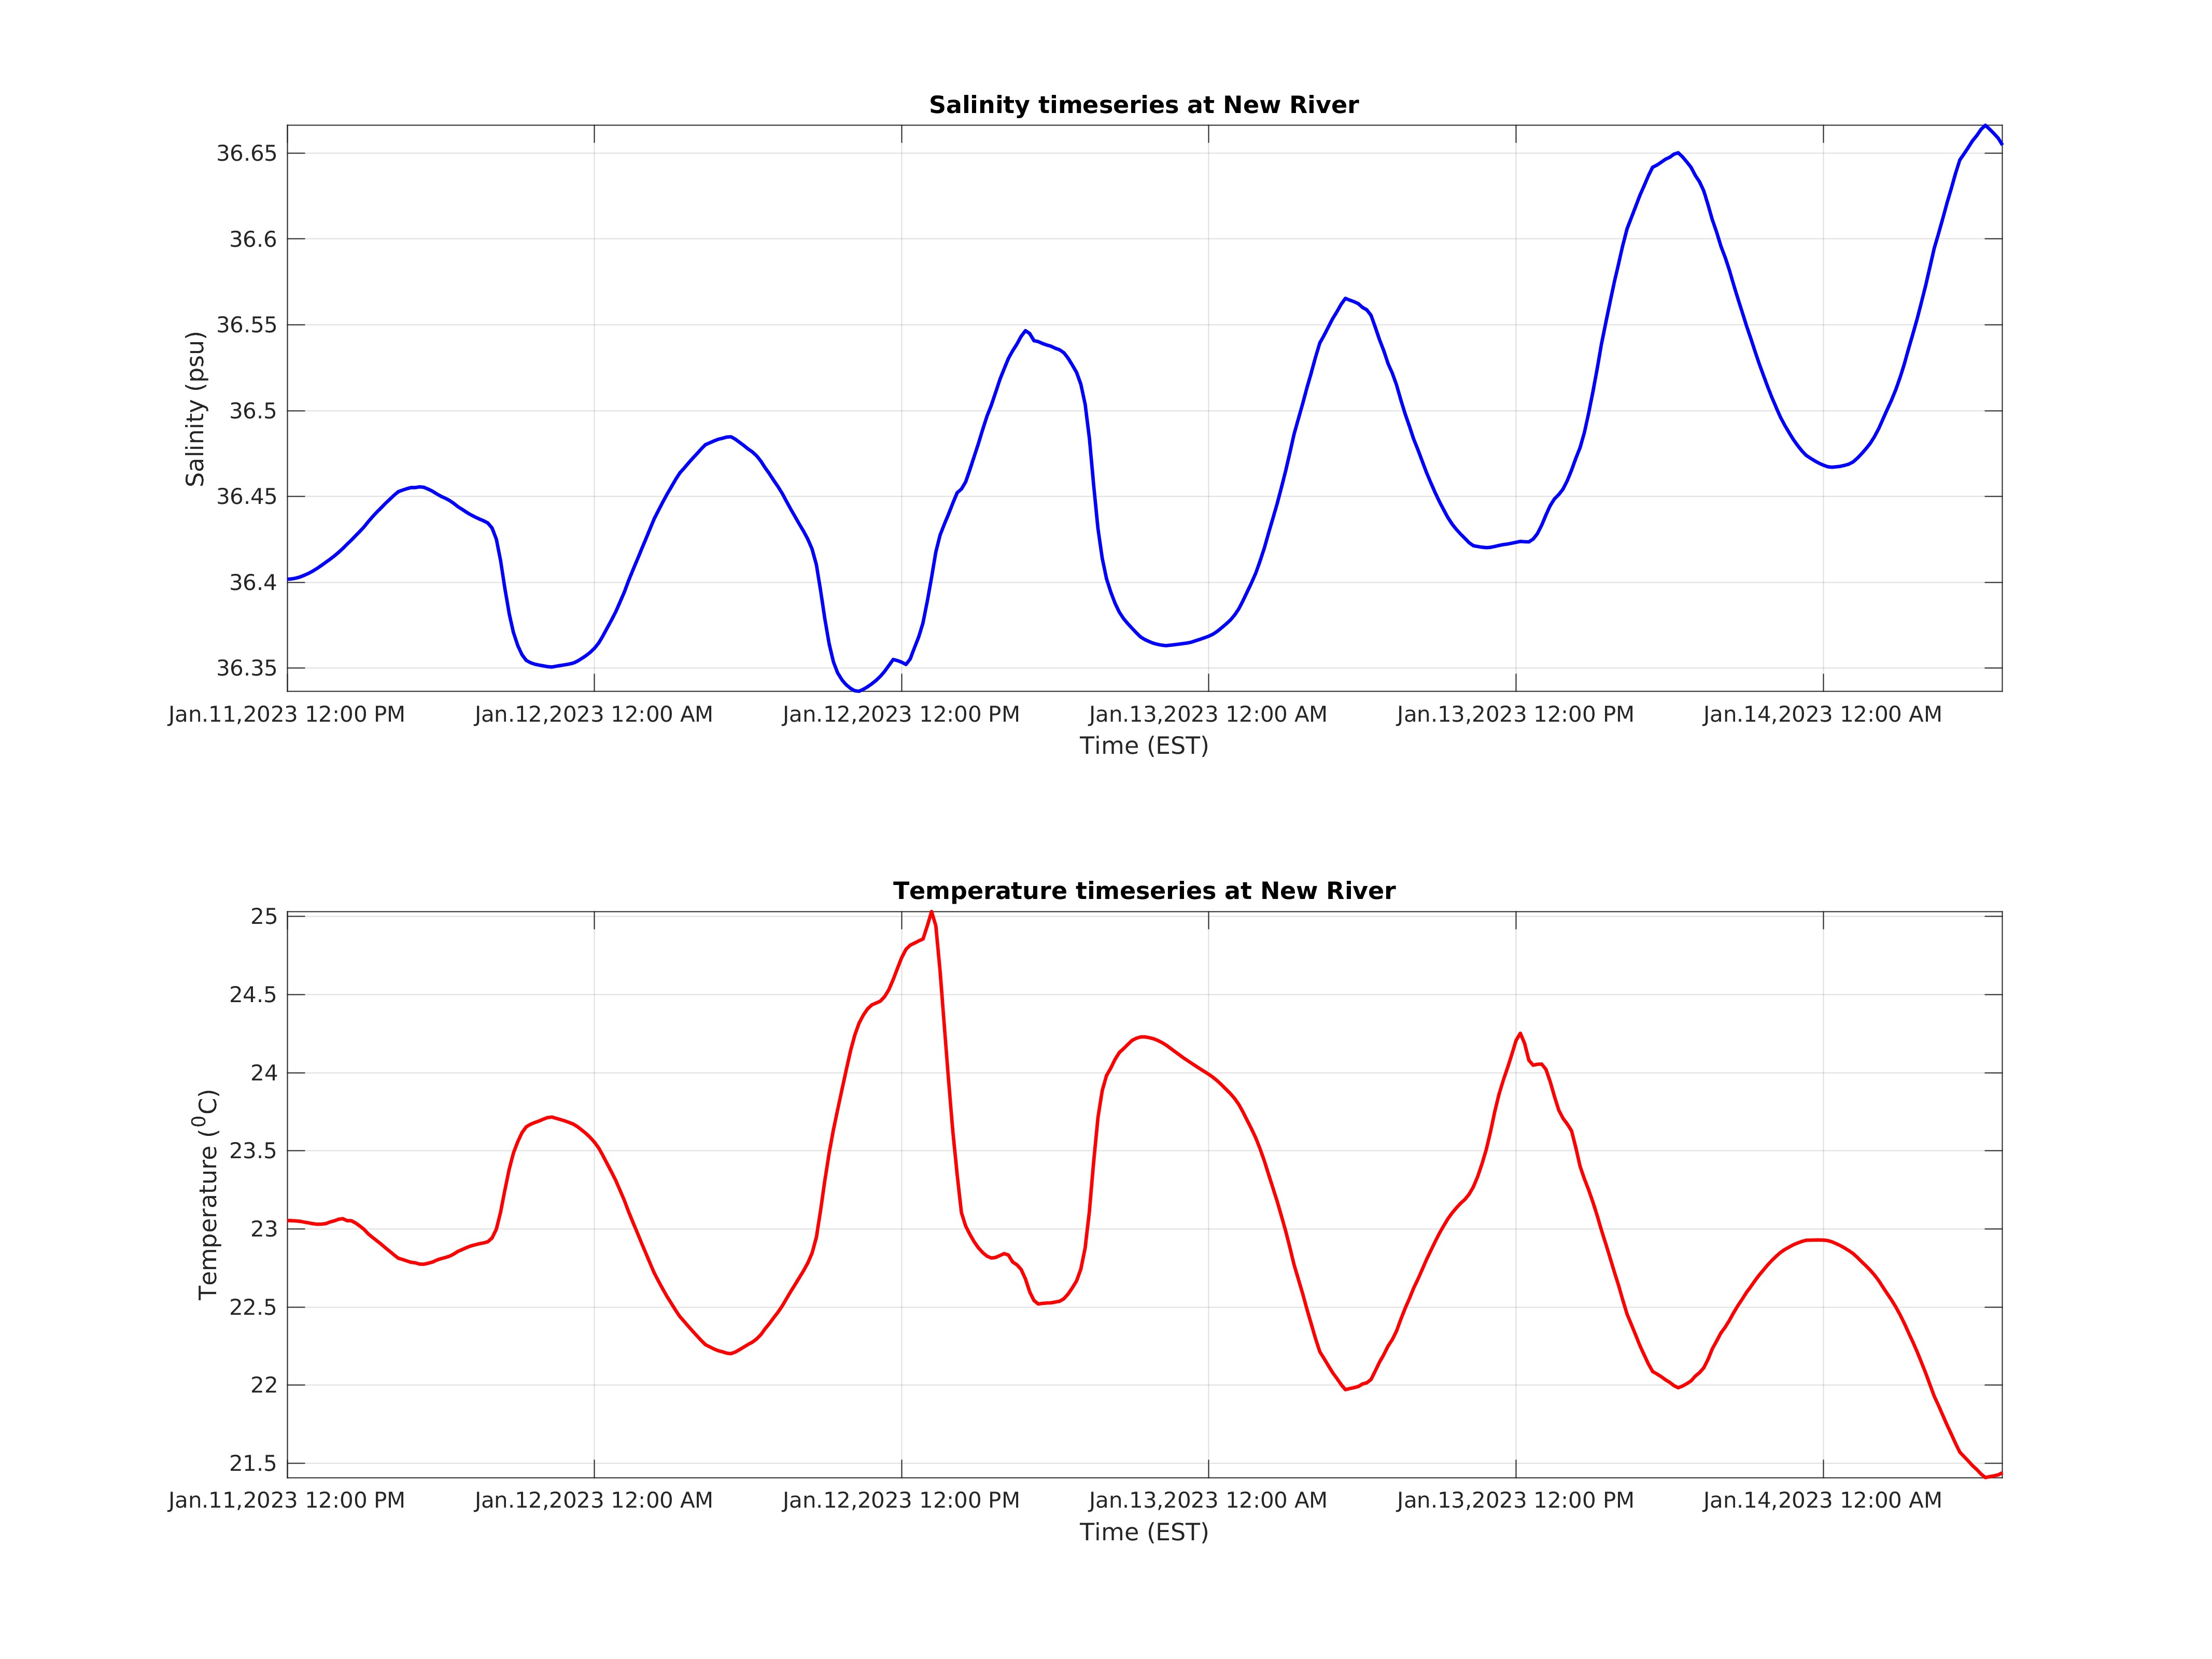 Salinity timeseries at New River
Salinity (psu)
36.65
36.6
36.55
36.5
36.45
36.4
36.35
Jan.11,2023 12:00 PM Jan.12,2023 12:00 AM Jan.12,2023 12:00 PM Jan.13,2023 12:00 AM Jan.13,2023 12:00 PM Jan.14,2023 12:00 AM
Time (EST)
Temperature timeseries at New River
Temperature (⁰C)
25
24.5
24
23.5
23
22.5
22
21.5
Jan.11,2023 12:00 PM Jan.12,2023 12:00 AM Jan.12,2023 12:00 PM Jan.13,2023 12:00 AM Jan.13,2023 12:00 PM Jan.14,2023 12:00 AM
Time (EST)